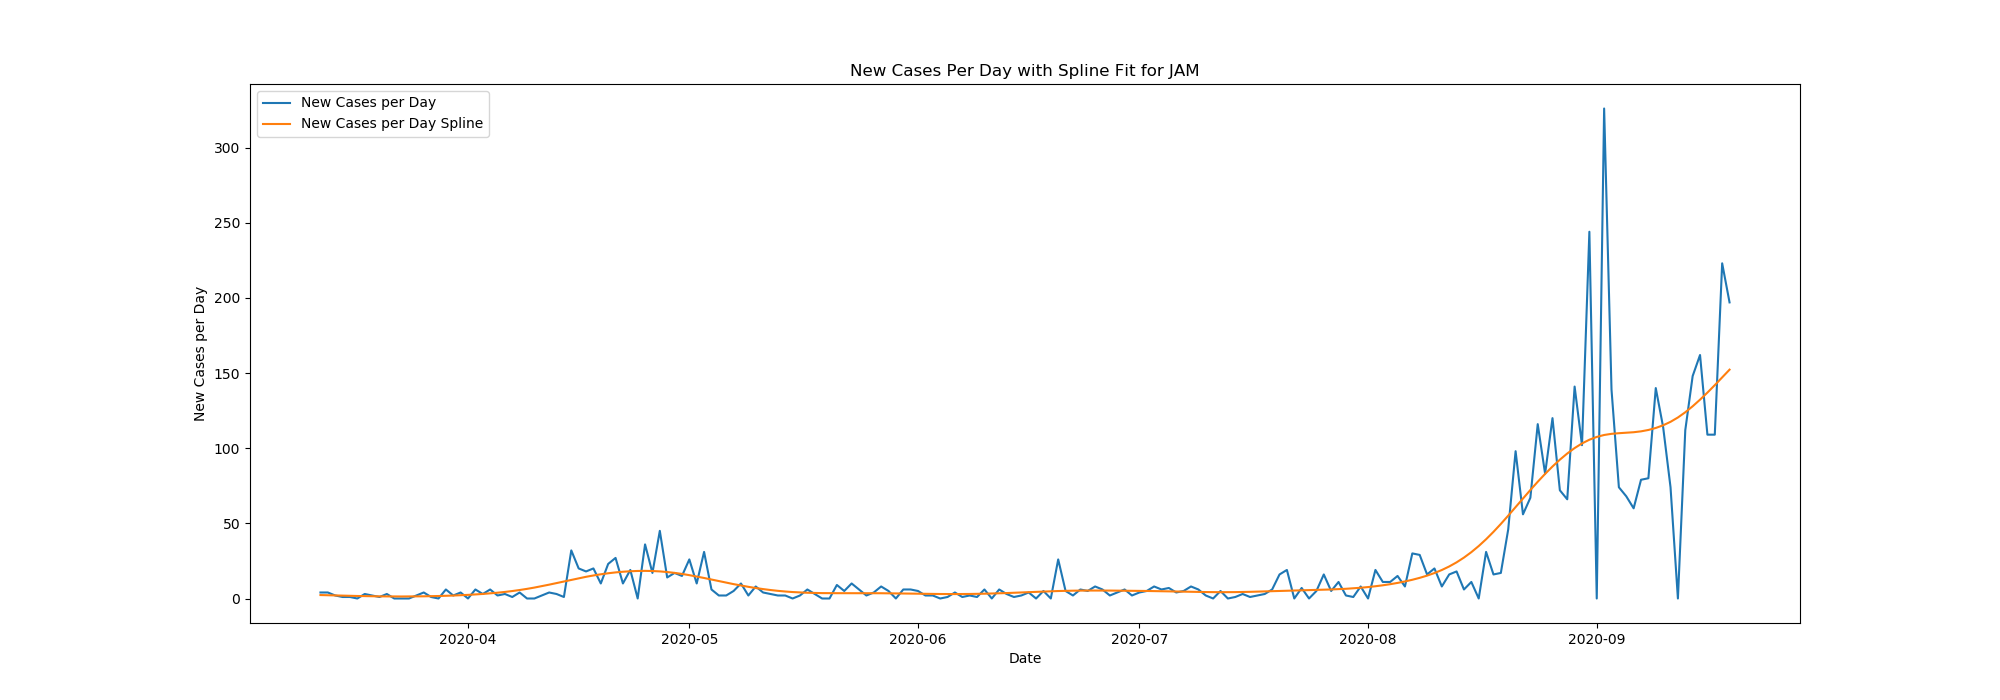 New Cases Per Day with Spline Fit for JAM
New Cases per Day
New Cases per Day Spline
300
250
200
150
100
50
0
New Cases per Day
2020-04
2020-05
2020-06
2020-07
2020-08
2020-09
Date